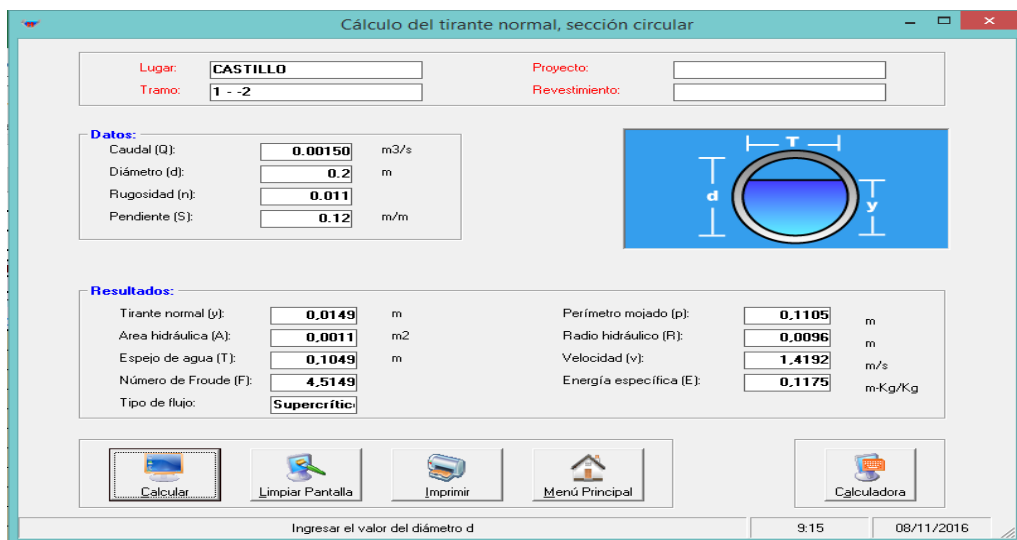 Cálculo del tirante normal, sección circular
Lugar: CASTILLO Proyecto:
Tramo: 1 - -2 Revestimiento:
Datos:
Caudal (Q): 0.00150 m3/s
Diámetro (d): 0.2 m
Rugosidad (n): 0.011
Pendiente (S): 0.12 m/m
T
d
y
Resultados:
Tirante normal (y): 0,0149 m Perímetro mojado (p): 0,1105 m
Area hidráulica (A): 0,0011 m2 Radio hidráulico (R): 0,0096 m
Espejo de agua (T): 0,1049 m Velocidad (v): 1,4192 m/s
Número de Froude (F): 4,5149 Energía específica (E): 0,1175 m-Kg/Kg
Tipo de flujo: Supercrític
Calcular Limpiar Pantalla Imprimir Menú Principal Calculadora
Ingresar el valor del diámetro d 9:15 08/11/2016